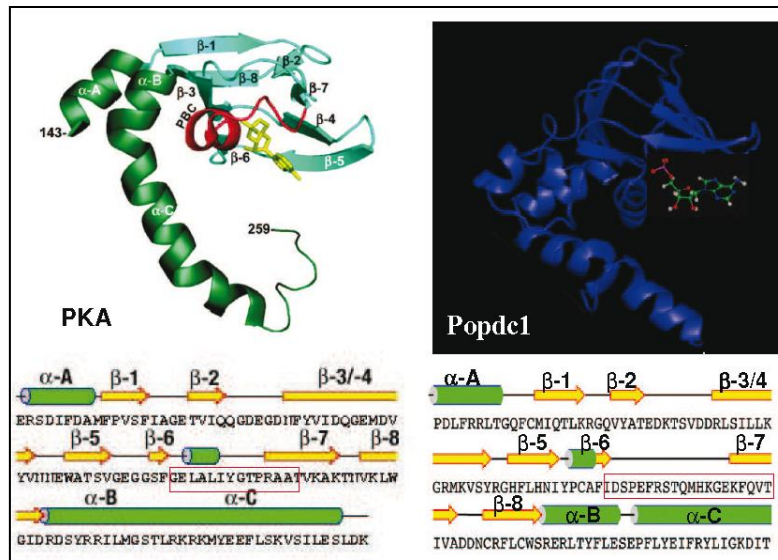 β-1
α-A
α-B
β-8
β-2
β-3
β-7
143-
PBC
β-4
β-6
β-5
α-C
259
PKA
Popdc1
α-A
β-1
β-2
β-3/-4
ERSDIFDAMFPVSFIAGETVIQQGDEGDNFYVIDQGEMDV
β-5
β-6
β-7
β-8
YVNNEWATSVGEGGSFGELALIYGTPRAATVKAKTNVKLW
α-B
α-C
GIDRDSYRRILMGSTLRKRKMYEEFLSKVSILESLDK
α-A
β-1
β-2
β-3/4
PDLFRRLTGQFCMIQTLKRGQVYATEDKTSVDDRLSILLK
β-5
β-6
β-7
GRMKVSYRGHFLHNIYPCAFIDSPEFRSTQMHKGEKFQVT
β-8
α-B
α-C
IVADDNCRFLCWSRERLTYFLESEPFLYEIFRYLIGKDIT